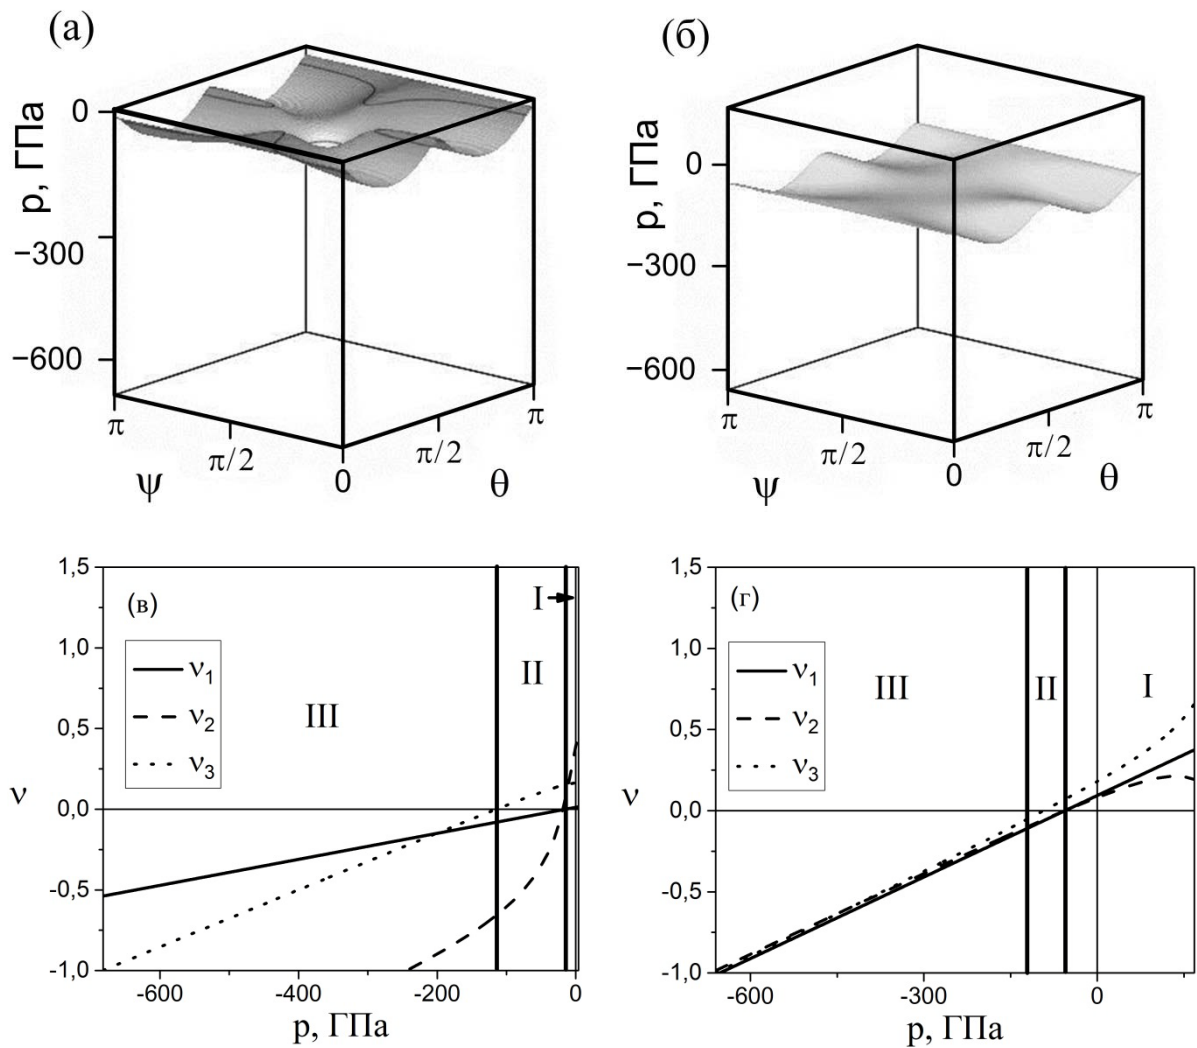 (а)
0
p, ГПа
−300
−600
π
π/2
0
π/2
π
ψ
θ
(б)
0
p, ГПа
−300
−600
π
π/2
0
π/2
π
ψ
θ
1,5
1,0
0,5
0,0
-0,5
-1,0
ν
(в)
ν1
ν2
ν3
III
II
I
-600
-400
-200
0
p, ГПа
1,5
1,0
0,5
0,0
-0,5
-1,0
ν
(г)
ν1
ν2
ν3
III
II
I
-600
-300
0
p, ГПа